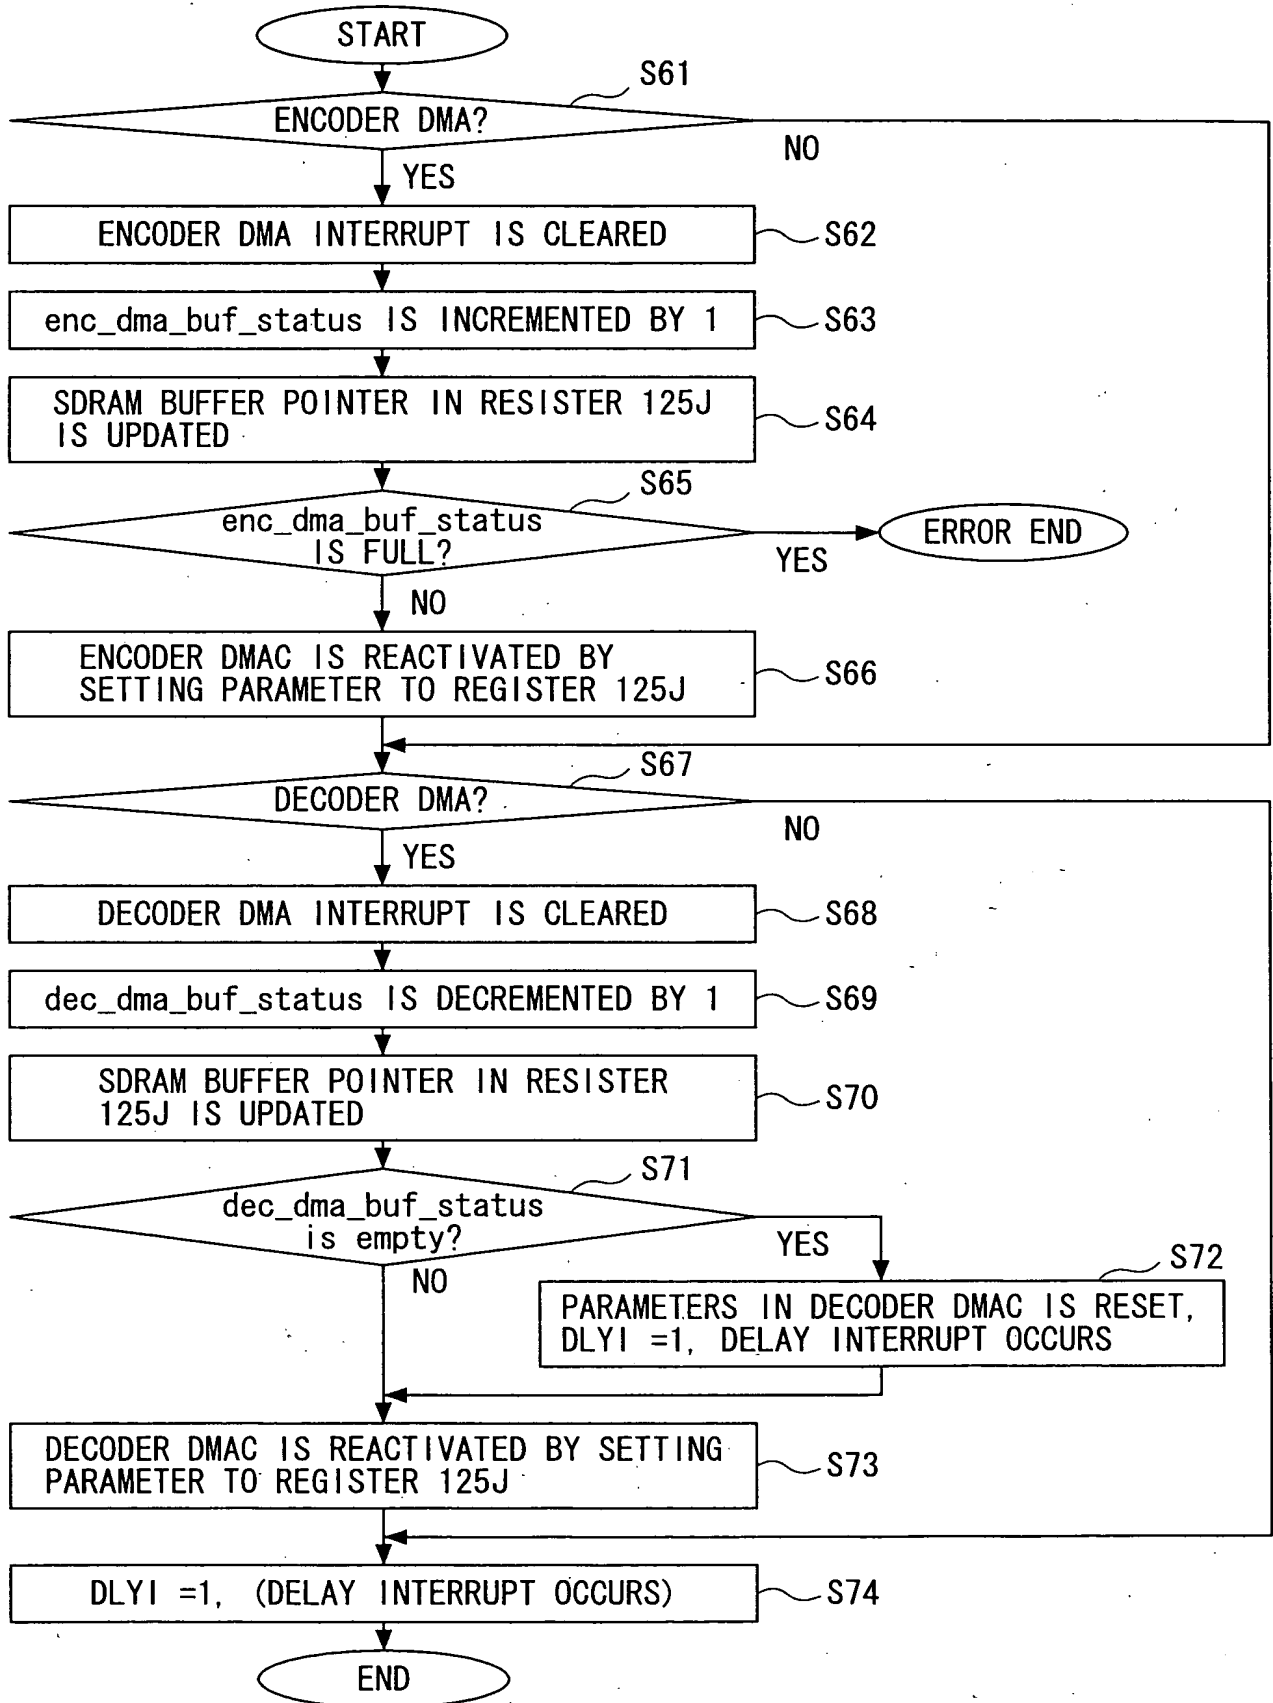 START
S61
ENCODER DMA?
NO
YES
ENCODER DMA INTERRUPT IS CLEARED
S62
enc_dma_buf_status IS INCREMENTED BY 1
S63
SDRAM BUFFER POINTER IN RESISTER 125J
IS UPDATED
S64
S65
enc_dma_buf_status
IS FULL?
YES
ERROR END
NO
ENCODER DMAC IS REACTIVATED BY
SETTING PARAMETER TO REGISTER 125J
S66
S67
DECODER DMA?
NO
YES
DECODER DMA INTERRUPT IS CLEARED
S68
dec_dma_buf_status IS DECREMENTED BY 1
S69
SDRAM BUFFER POINTER IN RESISTER
125J IS UPDATED
S70
S71
dec_dma_buf_status
is empty?
YES
NO
S72
PARAMETERS IN DECODER DMAC IS RESET,
DLYI =1, DELAY INTERRUPT OCCURS
DECODER DMAC IS REACTIVATED BY SETTING
PARAMETER TO REGISTER 125J
S73
DLYI =1, (DELAY INTERRUPT OCCURS)
S74
END